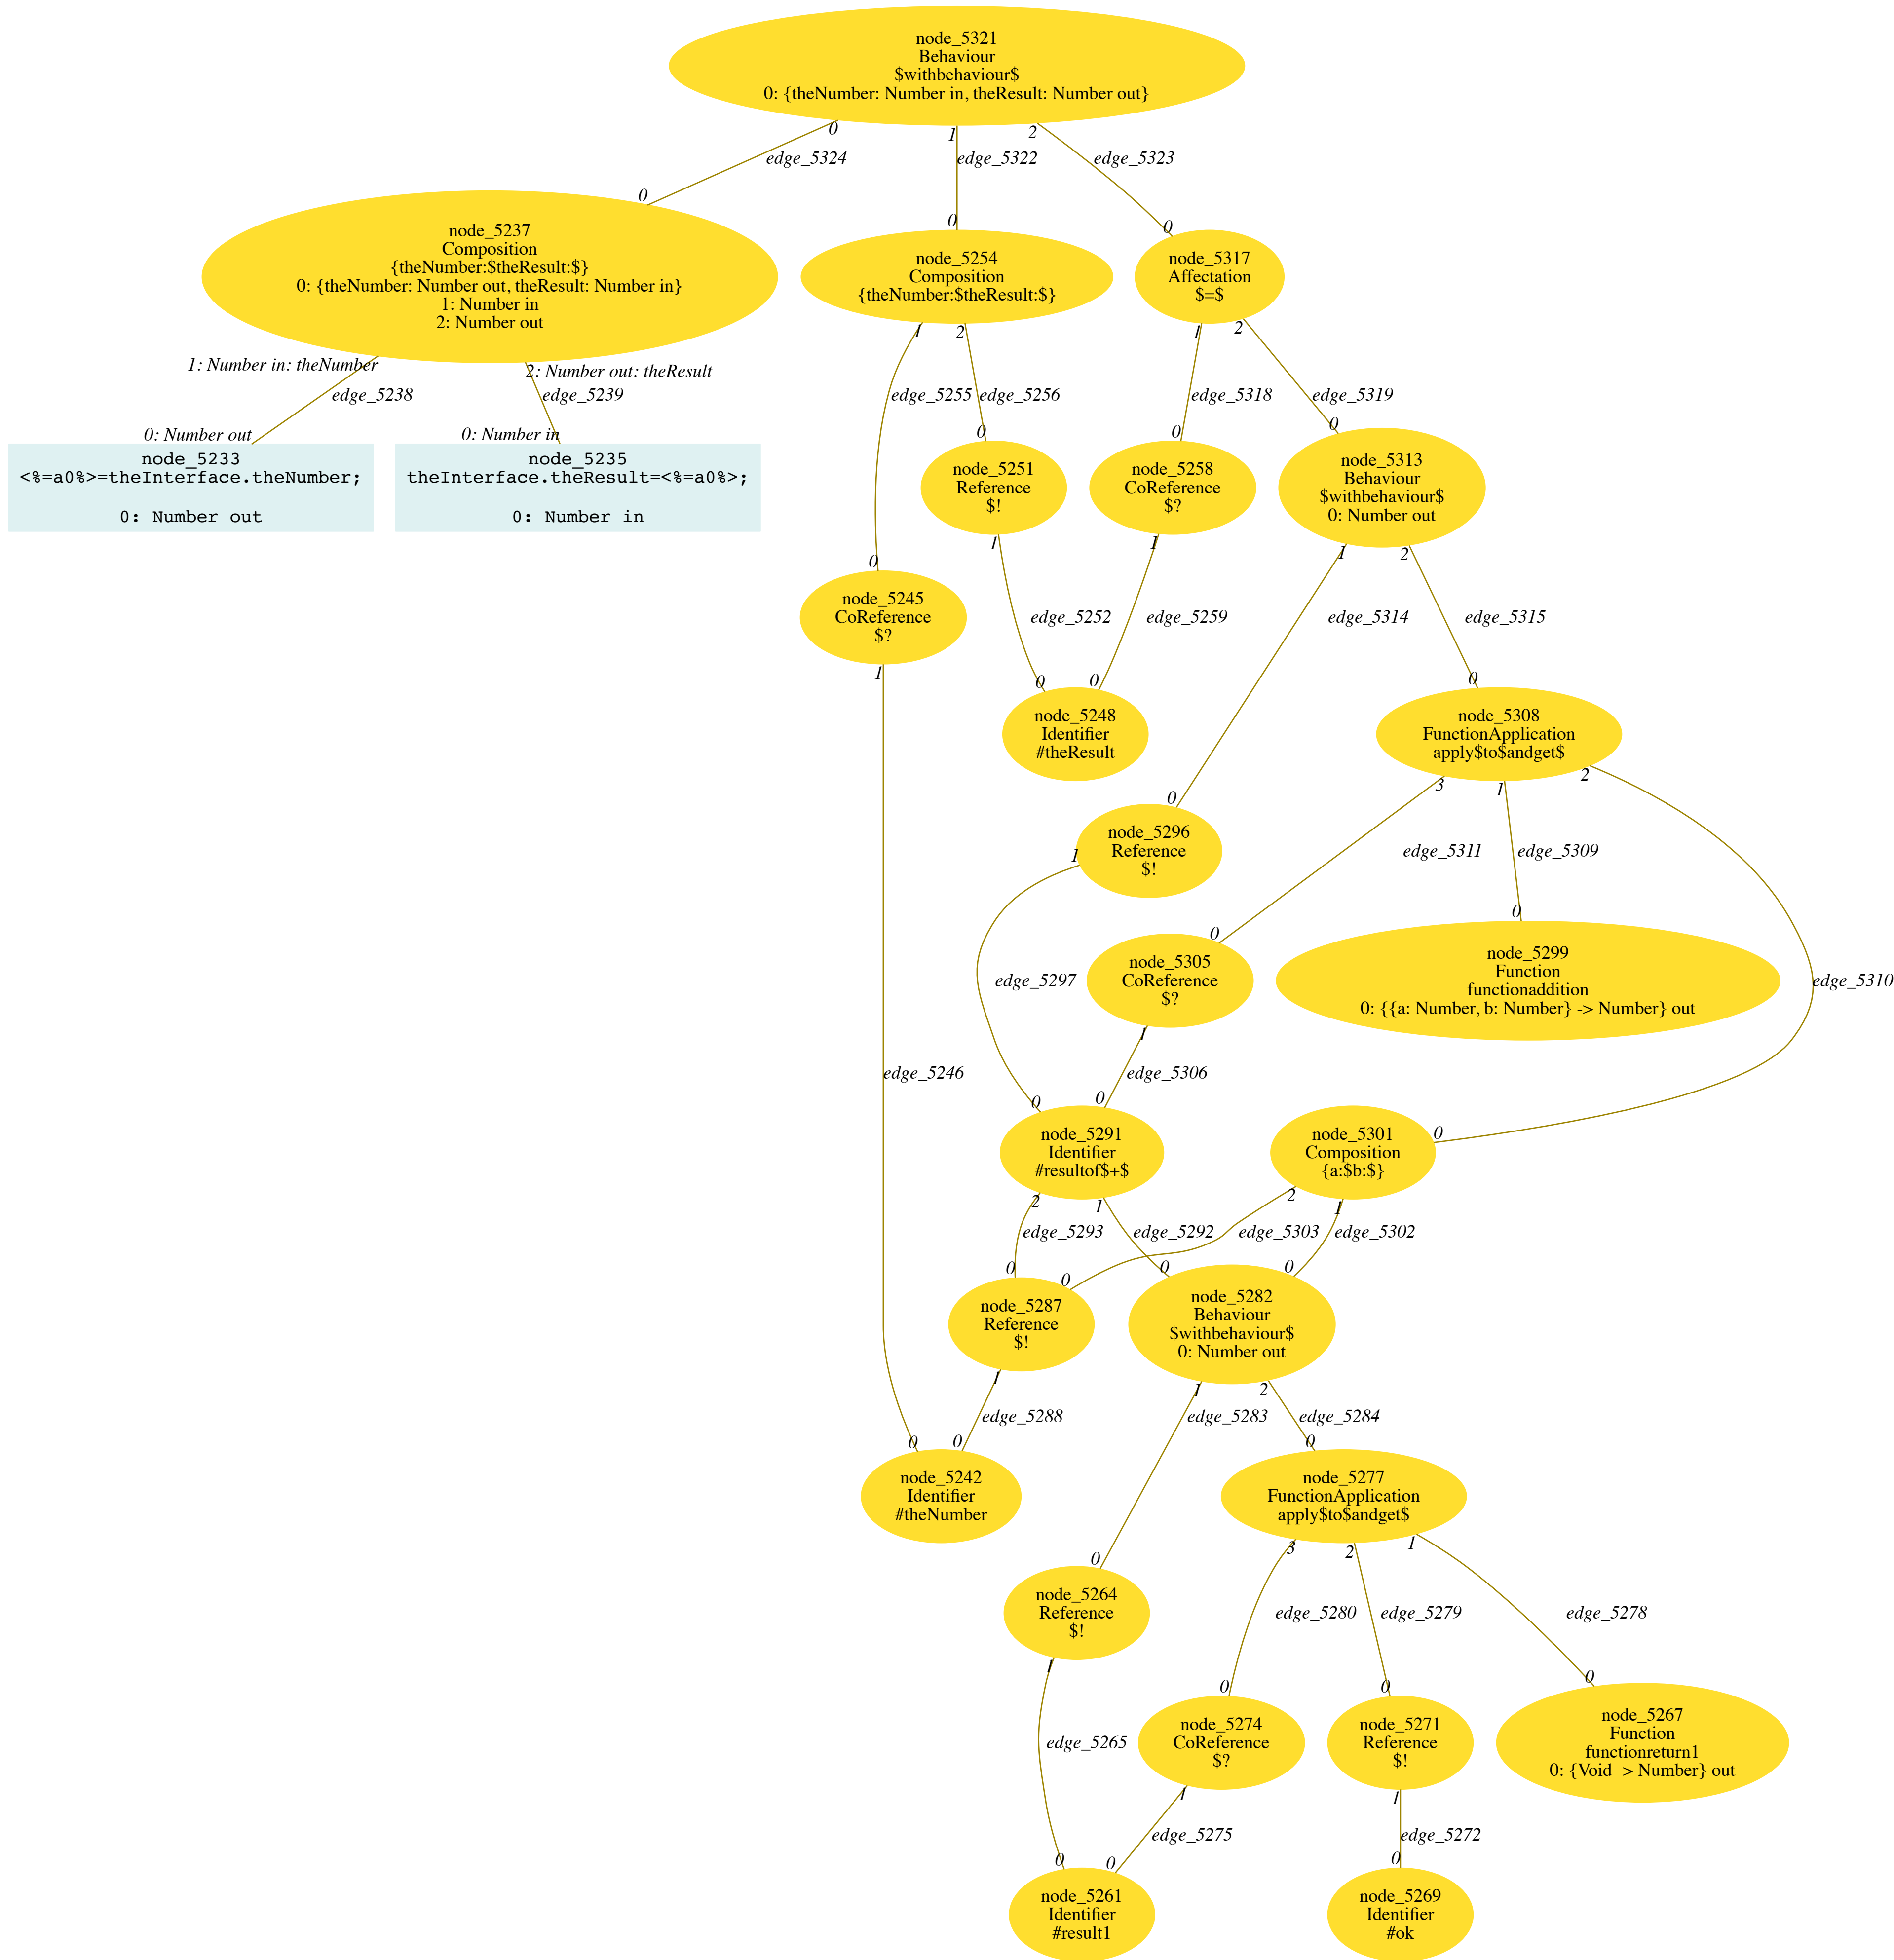 node_5321
Behaviour
$withbehaviour$
0: {theNumber: Number in, theResult: Number out}
0
1
2
edge_5324
edge_5322
edge_5323
0
0
0
node_5237
Composition
{theNumber:$theResult:$}
0: {theNumber: Number out, theResult: Number in}
1: Number in
2: Number out
node_5254
Composition
{theNumber:$theResult:$}
node_5317
Affectation
$=$
1: Number in: theNumber
2: Number out: theResult
1
2
1
2
edge_5238
edge_5239
edge_5255
edge_5256
edge_5318
edge_5319
0: Number out
0: Number in
0
0
0
node_5233
<%=a0%>=theInterface.theNumber;
0: Number out
node_5235
theInterface.theResult=<%=a0%>;
0: Number in
node_5251
Reference
$!
node_5258
CoReference
$?
node_5313
Behaviour
$withbehaviour$
0: Number out
1
1
1
2
0
node_5245
CoReference
$?
edge_5252
edge_5259
edge_5314
edge_5315
1
0
0
0
node_5248
Identifier
#theResult
node_5308
FunctionApplication
apply$to$andget$
3
1
2
0
node_5296
Reference
$!
1
edge_5311
edge_5309
0
0
node_5305
CoReference
$?
node_5299
Function
functionaddition
0: {{a: Number, b: Number} -> Number} out
edge_5297
edge_5310
1
edge_5246
edge_5306
0
0
0
node_5291
Identifier
#resultof$+$
node_5301
Composition
{a:$b:$}
2
1
2
1
edge_5293
edge_5292
edge_5303
edge_5302
0
0
0
0
node_5287
Reference
$!
node_5282
Behaviour
$withbehaviour$
0: Number out
1
1
2
edge_5288
edge_5283
edge_5284
0
0
0
node_5242
Identifier
#theNumber
node_5277
FunctionApplication
apply$to$andget$
3
2
1
0
node_5264
Reference
$!
edge_5280
edge_5279
edge_5278
1
0
0
0
edge_5265
node_5274
CoReference
$?
node_5271
Reference
$!
node_5267
Function
functionreturn1
0: {Void -> Number} out
1
1
edge_5275
edge_5272
0
0
0
node_5261
Identifier
#result1
node_5269
Identifier
#ok